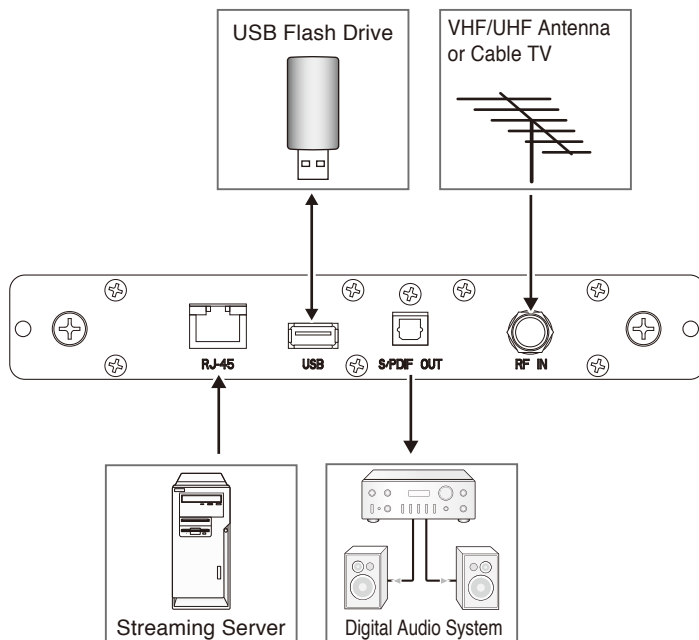 USB Flash Drive
VHF/UHF Antenna
or Cable TV
RJ-45
USB
S/PDIF OUT
RF IN
Streaming Server
Digital Audio System